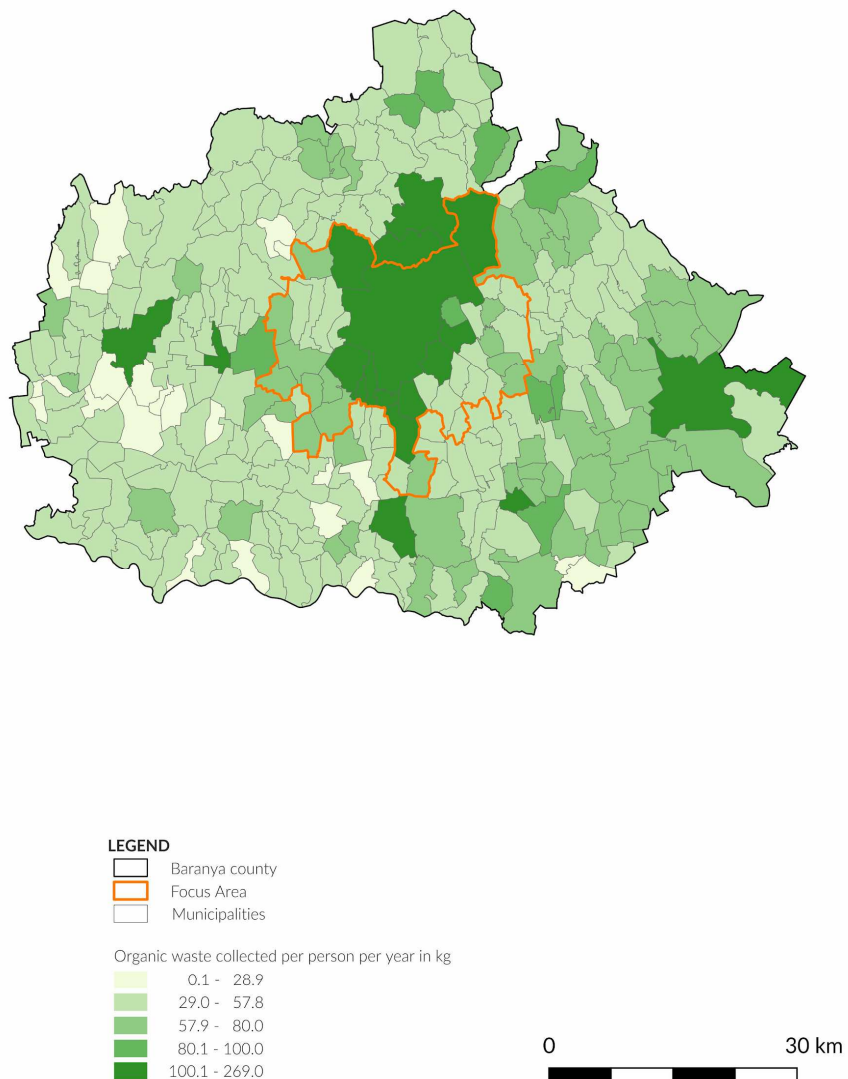 LEGEND
Baranya county
Focus Area
Municipalities
Organic waste collected per person per year in kg
0.1 - 28.9
29.0 - 57.8
57.9 - 80.0
80.1 - 100.0
100.1 - 269.0
0 30 km